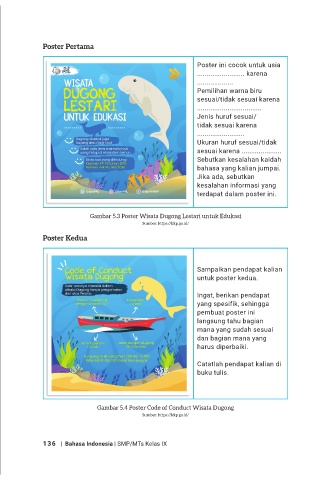 Poster Pertama
WISATA
DUGONG
LESTARI
UNTUK EDUKASI
Poster ini cocok untuk usia
........................ karena
..................
Pemilihan warna biru
sesuai/tidak sesuai karena
.................................
Jenis huruf sesuai/
tidak sesuai karena
........................
Ukuran huruf sesuai/tidak
sesuai karena ....................
Sebutkan kesalahan kaidah
bahasa yang kalian jumpai.
Jika ada, sebutkan
kesalahan informasi yang
terdapat dalam poster ini.
Gambar 5.3 Poster Wisata Dugong Lestari untuk Edukasi
Sumber: https://kkp.go.id/
Poster Kedua
Code of Conduct
Wisata Dugong
Sampaikan pendapat kalian
untuk poster kedua.
Ingat, berikan pendapat
yang spesifik, sehingga
pembuat poster ini
langsung tahu bagian
mana yang sudah sesuai
dan bagian mana yang
harus diperbaiki.
Catatlah pendapat kalian di
buku tulis.
Gambar 5.4 Poster Code of Conduct Wisata Dugong
Sumber: https://kkp.go.id/
136 | Bahasa Indonesia | SMP/MTs Kelas IX